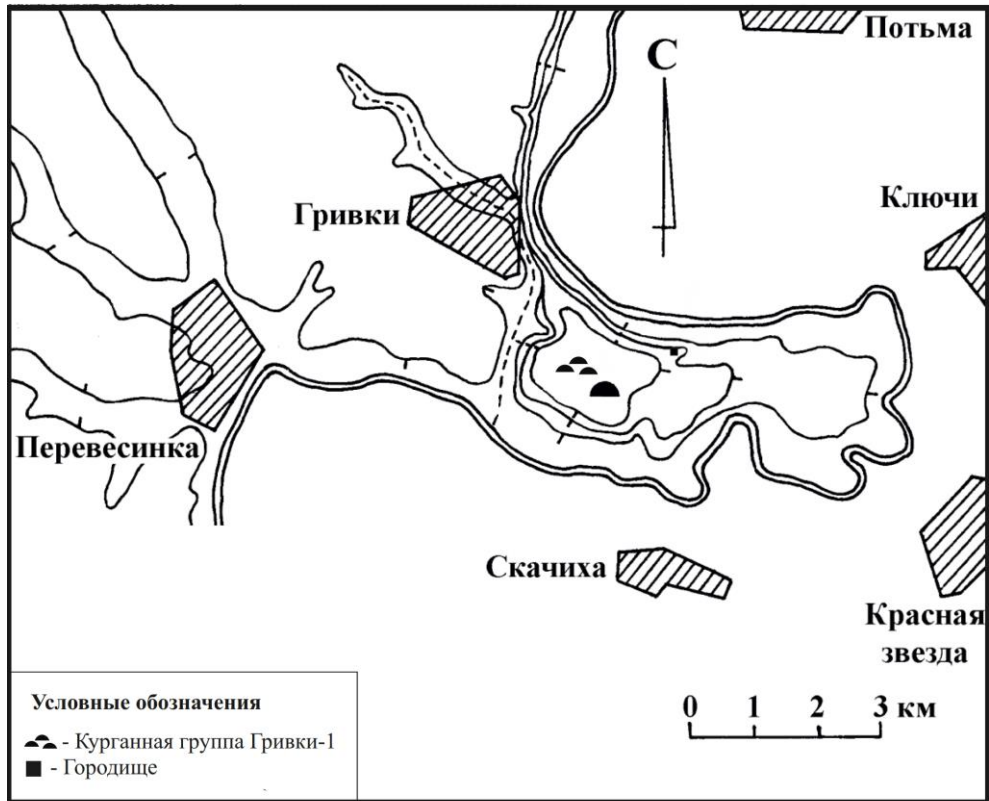 Потьма
С
Ключи
Гривки
Перевесинка
Скачиха
Красная
звезда
Условные обозначения
- Курганная группа Гривки-1
- Городище
0 1 2 3 км